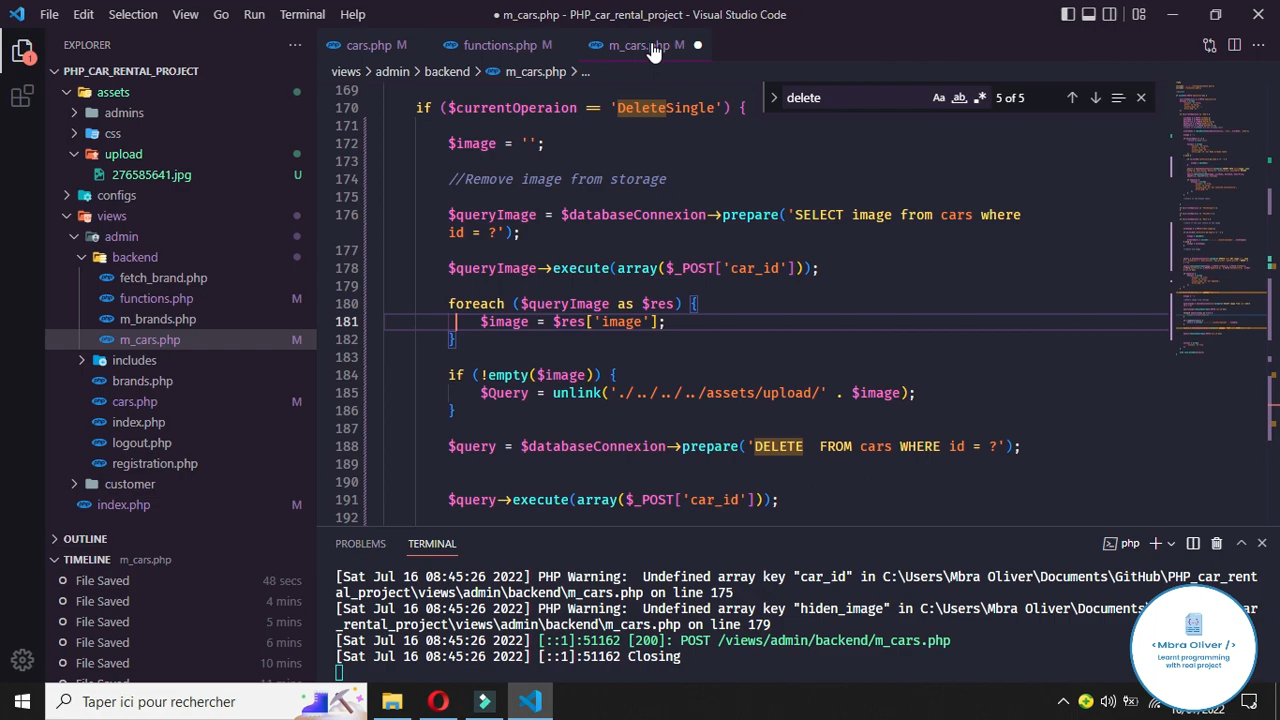 File Edit Selection View Go Run Terminal Help
● m_cars.php - PHP_car_rental_project - Visual Studio Code
EXPLORER
cars.php M functions.php M m_cars.php M
PHP_CAR_RENTAL_PROJECT
views > admin > backend > m_cars.php > ...
assets
admins
css
upload
276585641.jpg U
configs
views
admin
backend
fetch_brand.php
functions.php M
m_brands.php
m_cars.php M
includes
brands.php
cars.php M
index.php
logout.php
registration.php
customer
index.php
OUTLINE
TIMELINE m_cars.php
File Saved 48 secs
File Saved 4 mins
File Saved 5 mins
File Saved 6 mins
File Saved 10 mins
delete
5 of 5
169
170 if ($currentOperaion == 'DeleteSingle') {
171
172 $image = '';
173
174 //Remove image from storage
175
176 $queryImage = $databaseConnexion->prepare('SELECT image from cars where
id = ?');
177
178 $queryImage->execute(array($_POST['car_id']));
179
180 foreach ($queryImage as $res) {
181 image $res['image'];
182 }
183
184 if (!empty($image)) {
185 $Query = unlink('./../../../assets/upload/' . $image);
186 }
187
188 $query = $databaseConnexion->prepare('DELETE FROM cars WHERE id = ?');
189
190
191 $query->execute(array($_POST['car_id']));
192
PROBLEMS TERMINAL
php
[Sat Jul 16 08:45:26 2022] PHP Warning: Undefined array key "car_id" in C:\Users\Mbra Oliver\Documents\GitHub\PHP_car_rent
al_project\views\admin\backend\m_cars.php on line 175
[Sat Jul 16 08:45:26 2022] PHP Warning: Undefined array key "hiden_image" in C:\Users\Mbra Oliver\Documents
_rental_project\views\admin\backend\m_cars.php on line 179
[Sat Jul 16 08:45:26 2022] [::1]:51162 [200]: POST /views/admin/backend/m_cars.php
[Sat Jul 16 08:45:26 2022] [::1]:51162 Closing
<Mbra Oliver />
Learnt programming
with real project
Taper ici pour rechercher